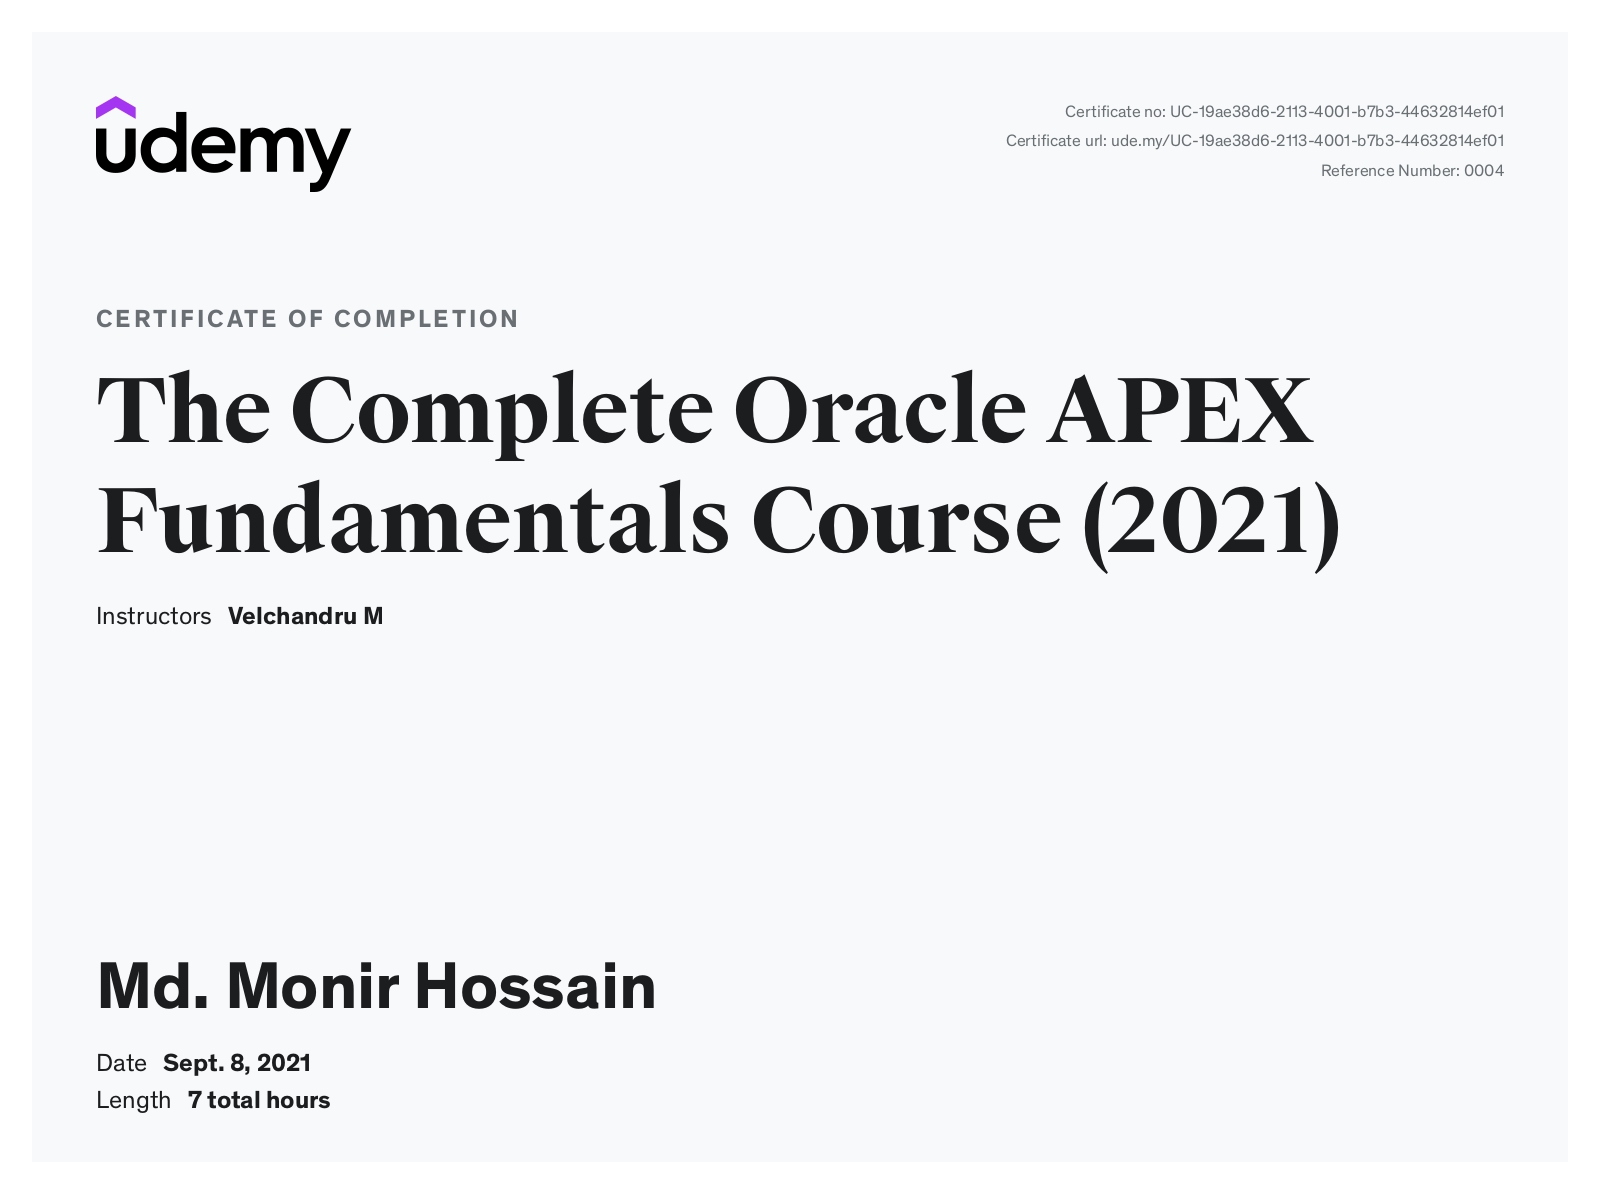 udemy
Certificate no: UC-19ae38d6-2113-4001-b7b3-44632814ef01
Certificate url: ude.my/UC-19ae38d6-2113-4001-b7b3-44632814ef01
Reference Number: 0004
CERTIFICATE OF COMPLETION
The Complete Oracle APEX
Fundamentals Course (2021)
Instructors Velchandru M
Md. Monir Hossain
Date Sept. 8, 2021
Length 7 total hours